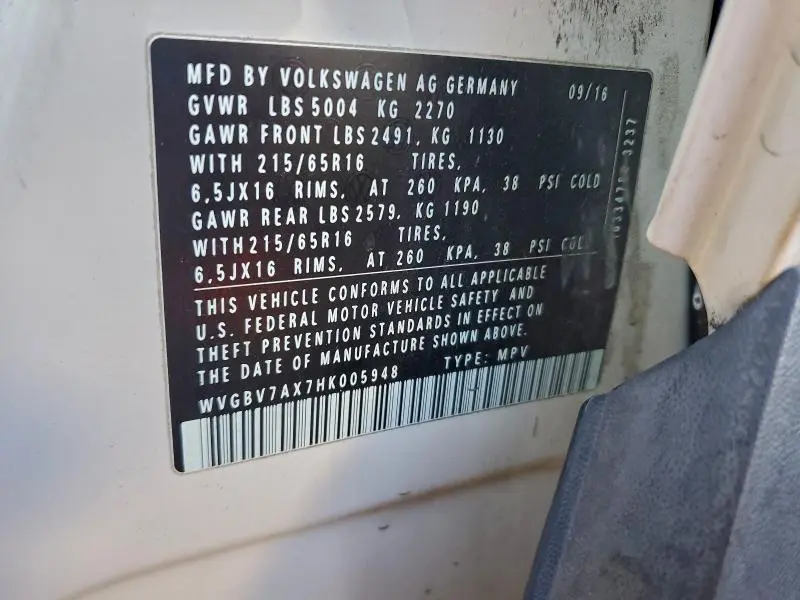 MFD BY VOLKSWAGEN AG GERMANY 09/16
GVWR LBS 5004 KG 2270
GAWR FRONT LBS 2491, KG 1130
WITH 215/65R16 TIRES,
6,5JX16 RIMS, AT 260 KPA, 38 PSI COLD
GAWR REAR LBS 2579, KG 1190
WITH 215/65R16 TIRES,
6,5JX16 RIMS, AT 260 KPA, 38 PSI
THIS VEHICLE CONFORMS TO ALL APPLICABLE
U.S. FEDERAL MOTOR VEHICLE SAFETY AND
THEFT PREVENTION STANDARDS IN EFFECT ON
THE DATE OF MANUFACTURE SHOWN ABOVE.
WVGBV7AX7HK005948 TYPE: MPV
3237